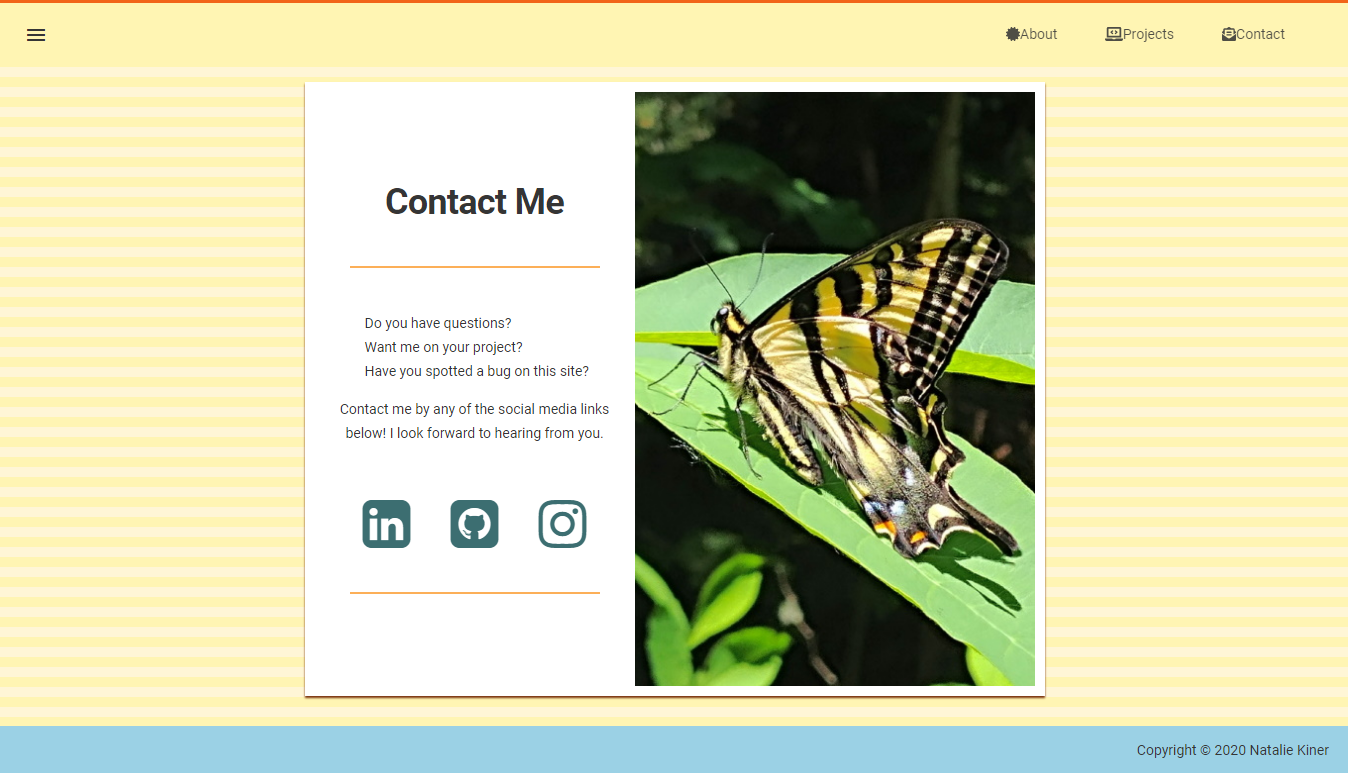 About
Projects
Contact
Contact Me
Do you have questions?
Want me on your project?
Have you spotted a bug on this site?
Contact me by any of the social media links
below! I look forward to hearing from you.
in
Copyright © 2020 Natalie Kiner